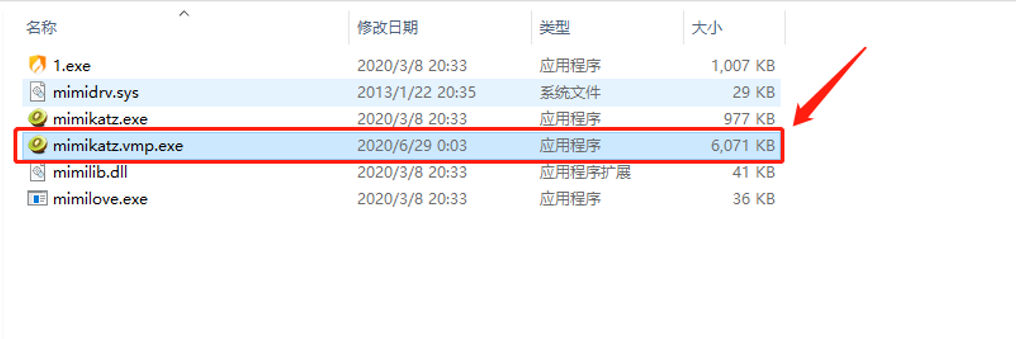 名称 修改日期 类型 大小
1.exe 2020/3/8 20:33 应用程序 1,007 KB
mimidrv.sys 2013/1/22 20:35 系统文件 29 KB
mimikatz.exe 2020/3/8 20:33 应用程序 977 KB
mimikatz.vmp.exe 2020/6/29 0:03 应用程序 6,071 KB
mimilib.dll 2020/3/8 20:33 应用程序扩展 41 KB
mimilove.exe 2020/3/8 20:33 应用程序 36 KB